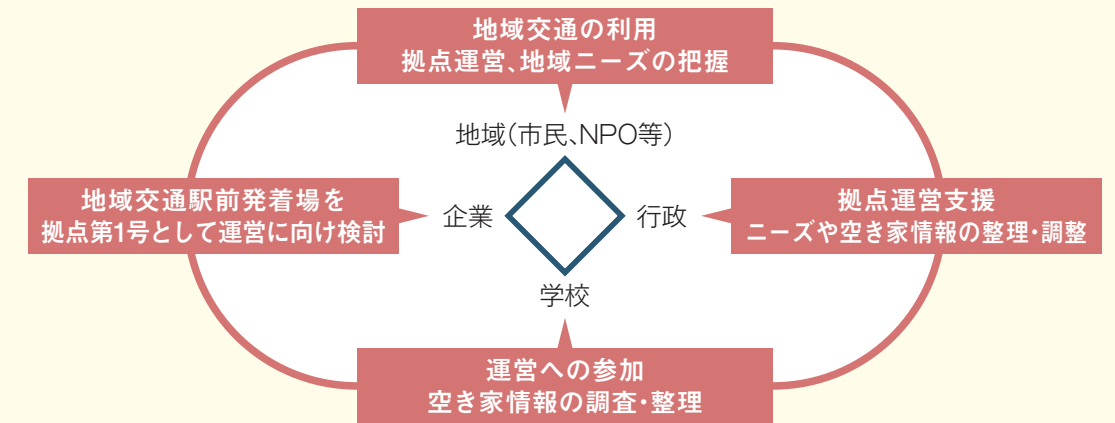 地域交通の利用
拠点運営、地域ニーズの把握
地域(市民、NPO等)
地域交通駅前発着場を
拠点第1号として運営に向け検討
企業
行政
拠点運営支援
ニーズや空き家情報の整理・調整
学校
運営への参加
空き家情報の調査・整理